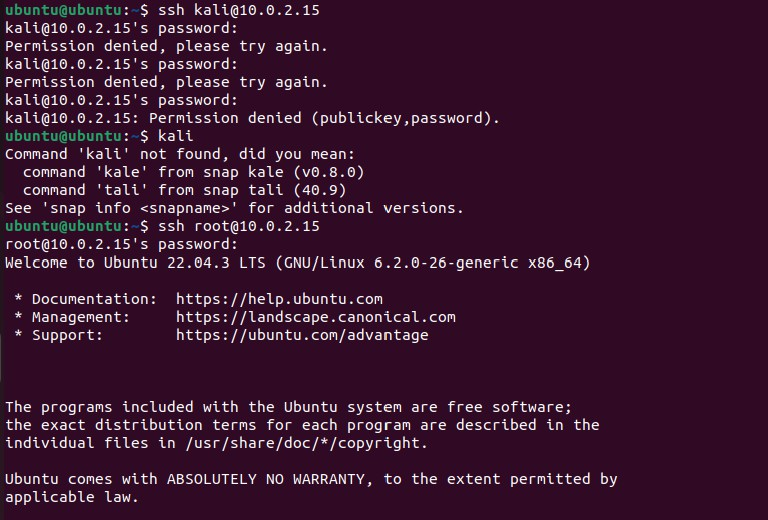 ubuntu@ubuntu:~$ ssh kali@10.0.2.15
kali@10.0.2.15's password:
Permission denied, please try again.
kali@10.0.2.15's password:
Permission denied, please try again.
kali@10.0.2.15's password:
kali@10.0.2.15: Permission denied (publickey,password).
ubuntu@ubuntu:~$ kali
Command 'kali' not found, did you mean:
  command 'kale' from snap kale (v0.8.0)
  command 'tali' from snap tali (40.9)
See 'snap info <snapname>' for additional versions.
ubuntu@ubuntu:~$ ssh root@10.0.2.15
root@10.0.2.15's password:
Welcome to Ubuntu 22.04.3 LTS (GNU/Linux 6.2.0-26-generic x86_64)

 * Documentation:  https://help.ubuntu.com
 * Management:     https://landscape.canonical.com
 * Support:        https://ubuntu.com/advantage

The programs included with the Ubuntu system are free software;
the exact distribution terms for each program are described in the
individual files in /usr/share/doc/*/copyright.

Ubuntu comes with ABSOLUTELY NO WARRANTY, to the extent permitted by
applicable law.